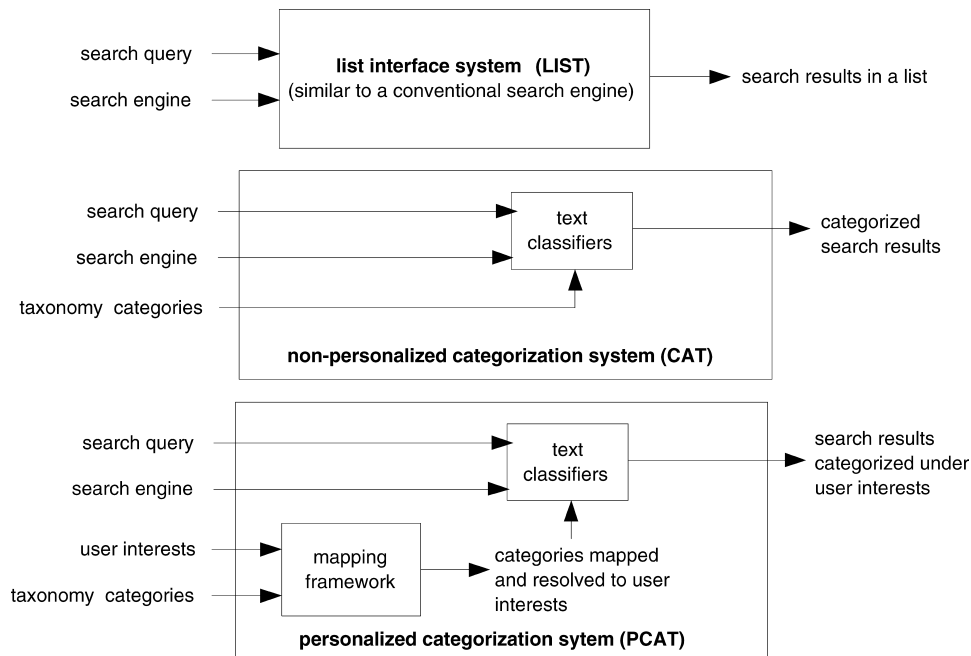 search query
search engine
list interface system (LIST)
(similar to a conventional search engine)
search results in a list
search query
search engine
taxonomy categories
text
classifiers
categorized
search results
non-personalized categorization system (CAT)
search query
search engine
user interests
taxonomy categories
text
classifiers
mapping
framework
categories mapped
and resolved to user
interests
search results
categorized under
user interests
personalized categorization sytem (PCAT)